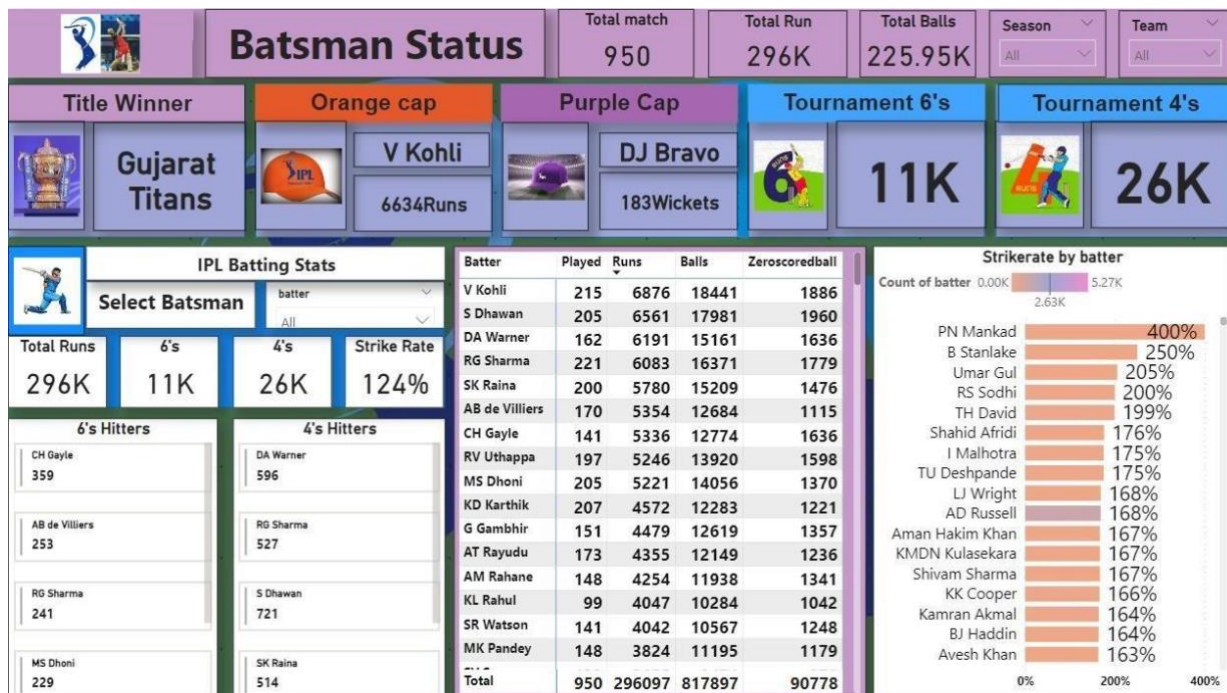 Batsman Status
Total match
950
Total Run
296K
Total Balls
225.95K
Season
All
Team
All
Title Winner
Gujarat
Titans
Orange cap
IPL
V Kohli
6634Runs
Purple Cap
DJ Bravo
183Wickets
Tournament 6's
6
RUNS
11K
Tournament 4's
4
RUNS
26K
IPL Batting Stats
Select Batsman
batter
All
Total Runs
296K
6's
11K
4's
26K
Strike Rate
124%
6's Hitters
CH Gayle
359
AB de Villiers
253
RG Sharma
241
MS Dhoni
229
4's Hitters
DA Warner
596
RG Sharma
527
S Dhawan
721
SK Raina
514
Batter Played Runs Balls Zeroscoredball
V Kohli 215 6876 18441 1886
S Dhawan 205 6561 17981 1960
DA Warner 162 6191 15161 1636
RG Sharma 221 6083 16371 1779
SK Raina 200 5780 15209 1476
AB de Villiers 170 5354 12684 1115
CH Gayle 141 5336 12774 1636
RV Uthappa 197 5246 13920 1598
MS Dhoni 205 5221 14056 1370
KD Karthik 207 4572 12283 1221
G Gambhir 151 4479 12619 1357
AT Rayudu 173 4355 12149 1236
AM Rahane 148 4254 11938 1341
KL Rahul 99 4047 10284 1042
SR Watson 141 4042 10567 1248
MK Pandey 148 3824 11195 1179
Total 950 296097 817897 90778
Strikerate by batter
Count of batter 0.00K 5.27K
2.63K
PN Mankad 400%
B Stanlake 250%
Umar Gul 205%
RS Sodhi 200%
TH David 199%
Shahid Afridi 176%
I Malhotra 175%
TU Deshpande 175%
LJ Wright 168%
AD Russell 168%
Aman Hakim Khan 167%
KMDN Kulasekara 167%
Shivam Sharma 167%
KK Cooper 166%
Kamran Akmal 164%
BJ Haddin 164%
Avesh Khan 163%
0% 200% 400%